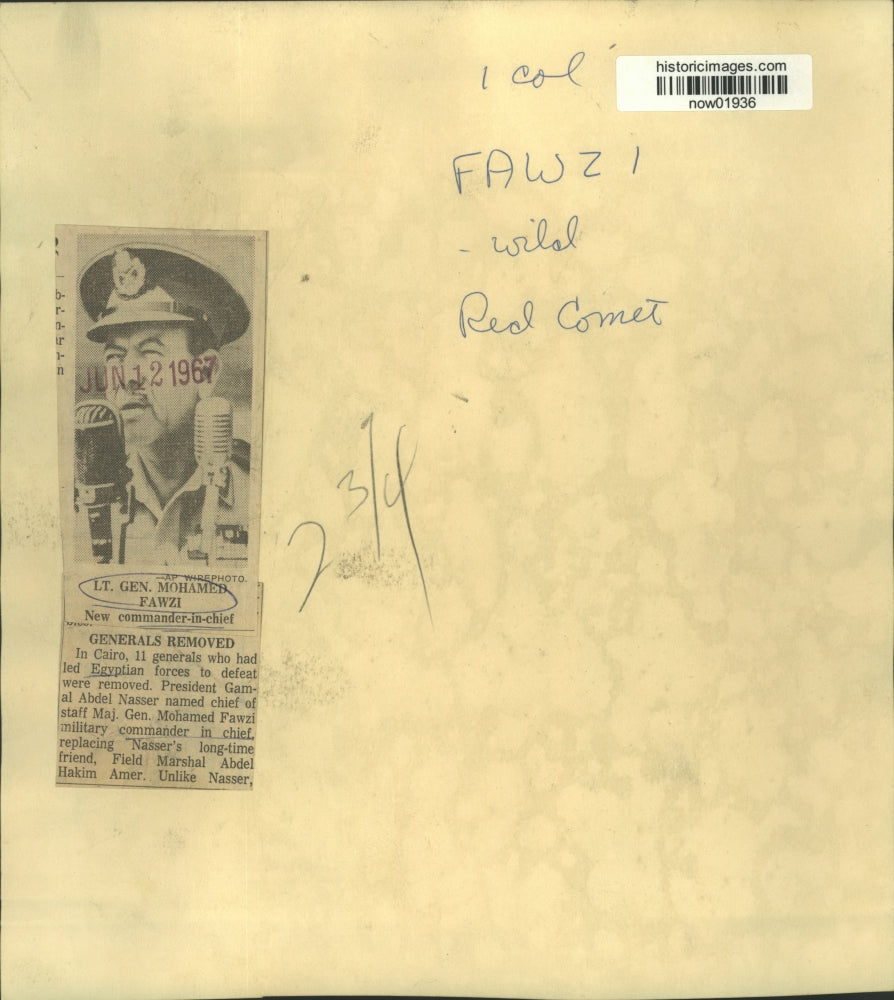 1 col
historicimages.com
now01936
FAWZI
- wild
Red Comet
b-
r-
n-
ar
n-
n
JUN 12 1967
2 3/4
—AP WIREPHOTO.
LT. GEN. MOHAMED
FAWZI
New commander-in-chief
GENERALS REMOVED
In Cairo, 11 generals who had
led Egyptian forces to defeat
were removed. President Gam-
al Abdel Nasser named chief of
staff Maj. Gen. Mohamed Fawzi
military commander in chief,
replacing Nasser's long-time
friend, Field Marshal Abdel
Hakim Amer. Unlike Nasser,